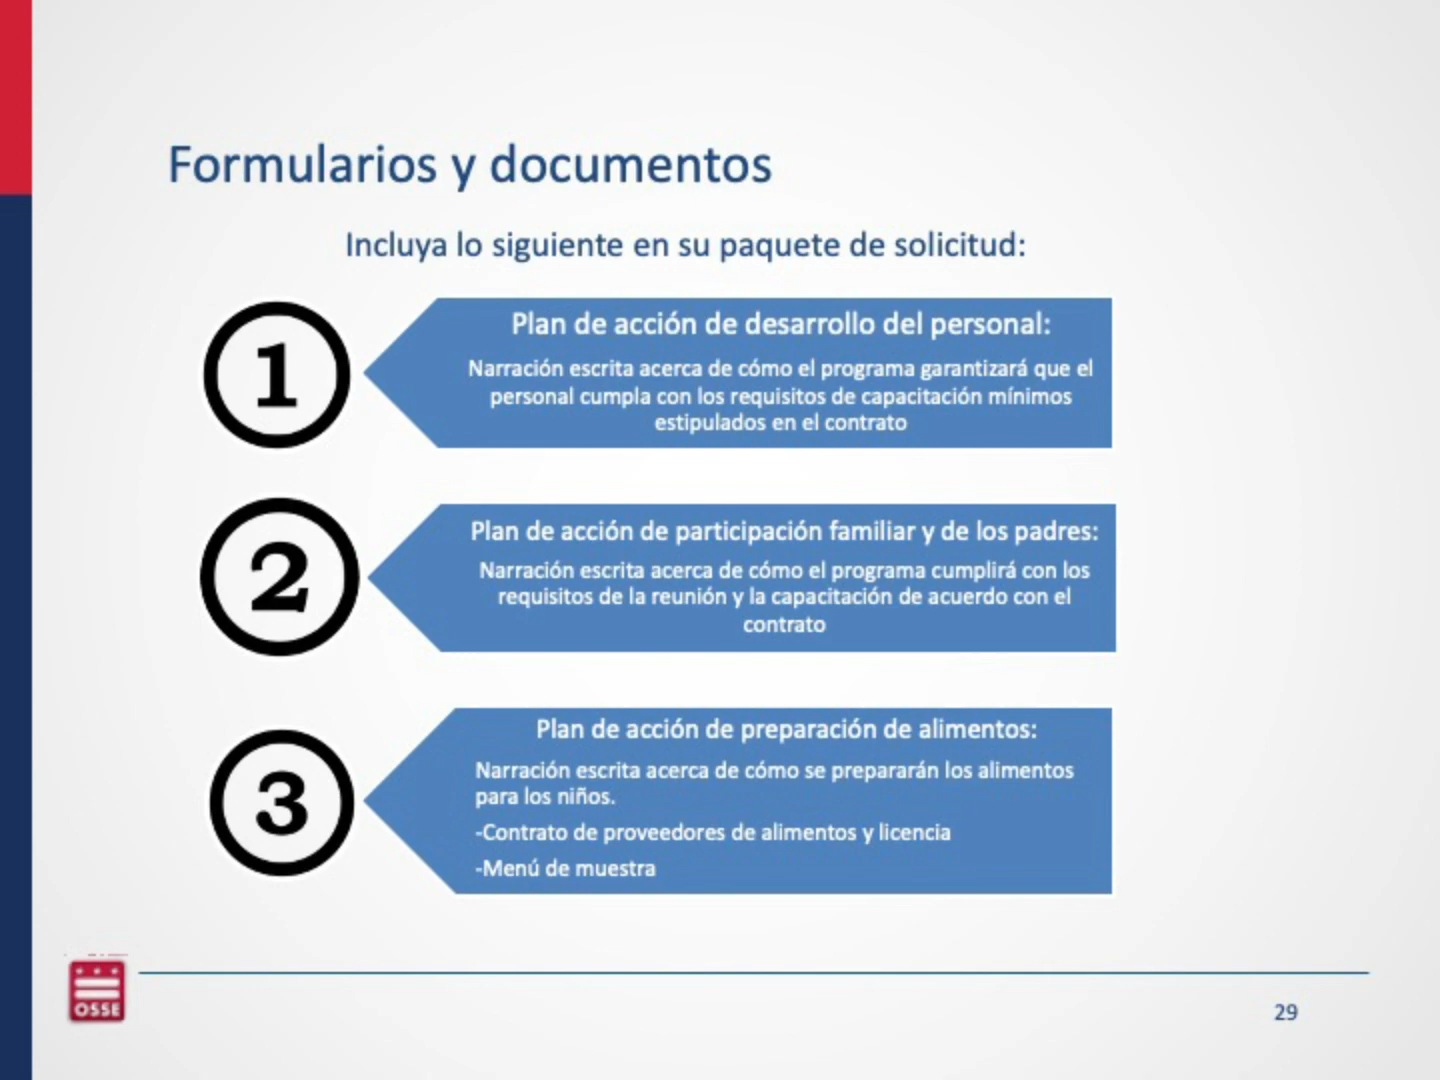 Formularios y documentos
Incluya lo siguiente en su paquete de solicitud:
1
Plan de acción de desarrollo del personal:
Narración escrita acerca de cómo el programa garantizará que el
personal cumpla con los requisitos de capacitación mínimos
estipulados en el contrato
2
Plan de acción de participación familiar y de los padres:
Narración escrita acerca de cómo el programa cumplirá con los
requisitos de la reunión y la capacitación de acuerdo con el
contrato
3
Plan de acción de preparación de alimentos:
Narración escrita acerca de cómo se prepararán los alimentos
para los niños.
-Contrato de proveedores de alimentos y licencia
-Menú de muestra
OSSE
29